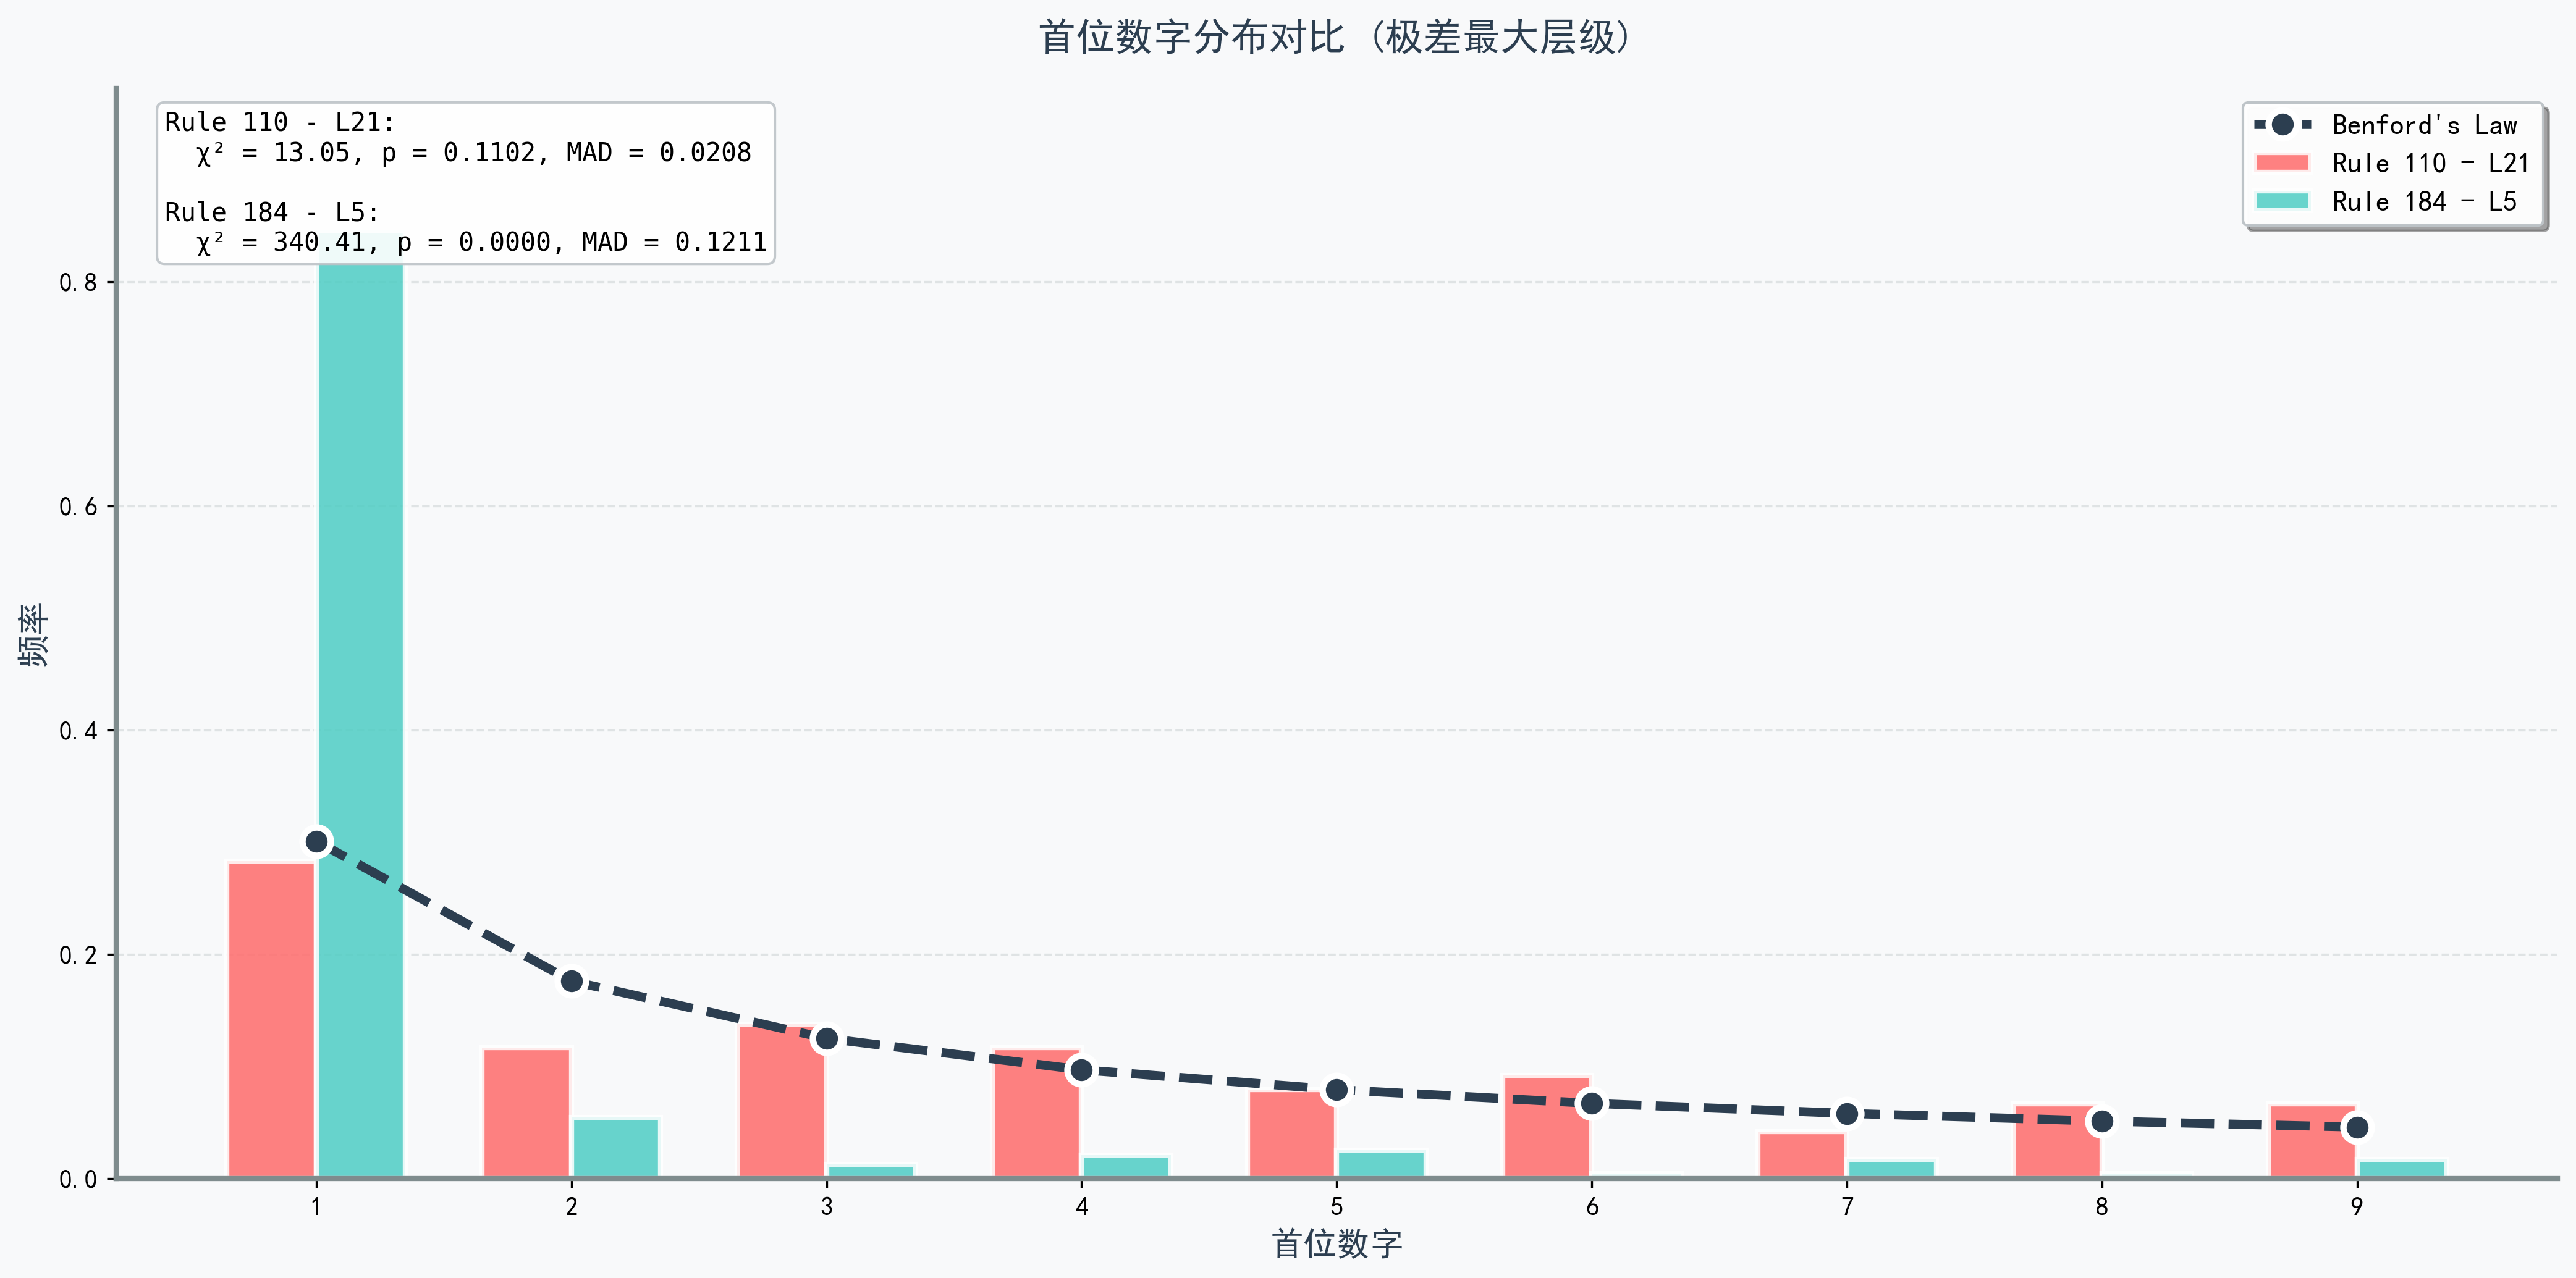 首位数字分布对比 (极差最大层级)
Rule 110 - L21:
χ² = 13.05, p = 0.1102, MAD = 0.0208
Rule 184 - L5:
χ² = 340.41, p = 0.0000, MAD = 0.1211
Benford's Law
Rule 110 - L21
Rule 184 - L5
频率
0.8
0.6
0.4
0.2
0.0
1 2 3 4 5 6 7 8 9
首位数字